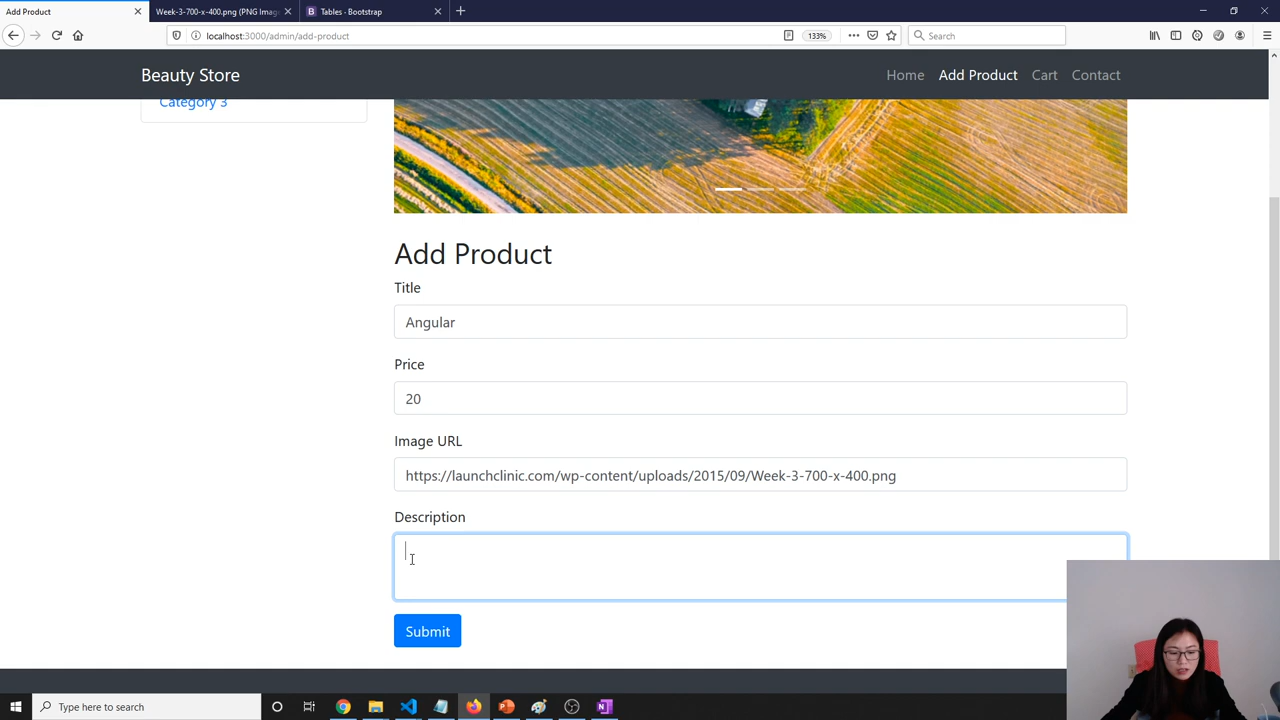 Add Product
Week-3-700-x-400.png (PNG Imag
Tables - Bootstrap
localhost:3000/admin/add-product
133%
Search
Beauty Store
Home
Add Product
Cart
Contact
Category 3
Add Product
Title
Angular
Price
20
Image URL
https://launchclinic.com/wp-content/uploads/2015/09/Week-3-700-x-400.png
Description
Submit
Type here to search